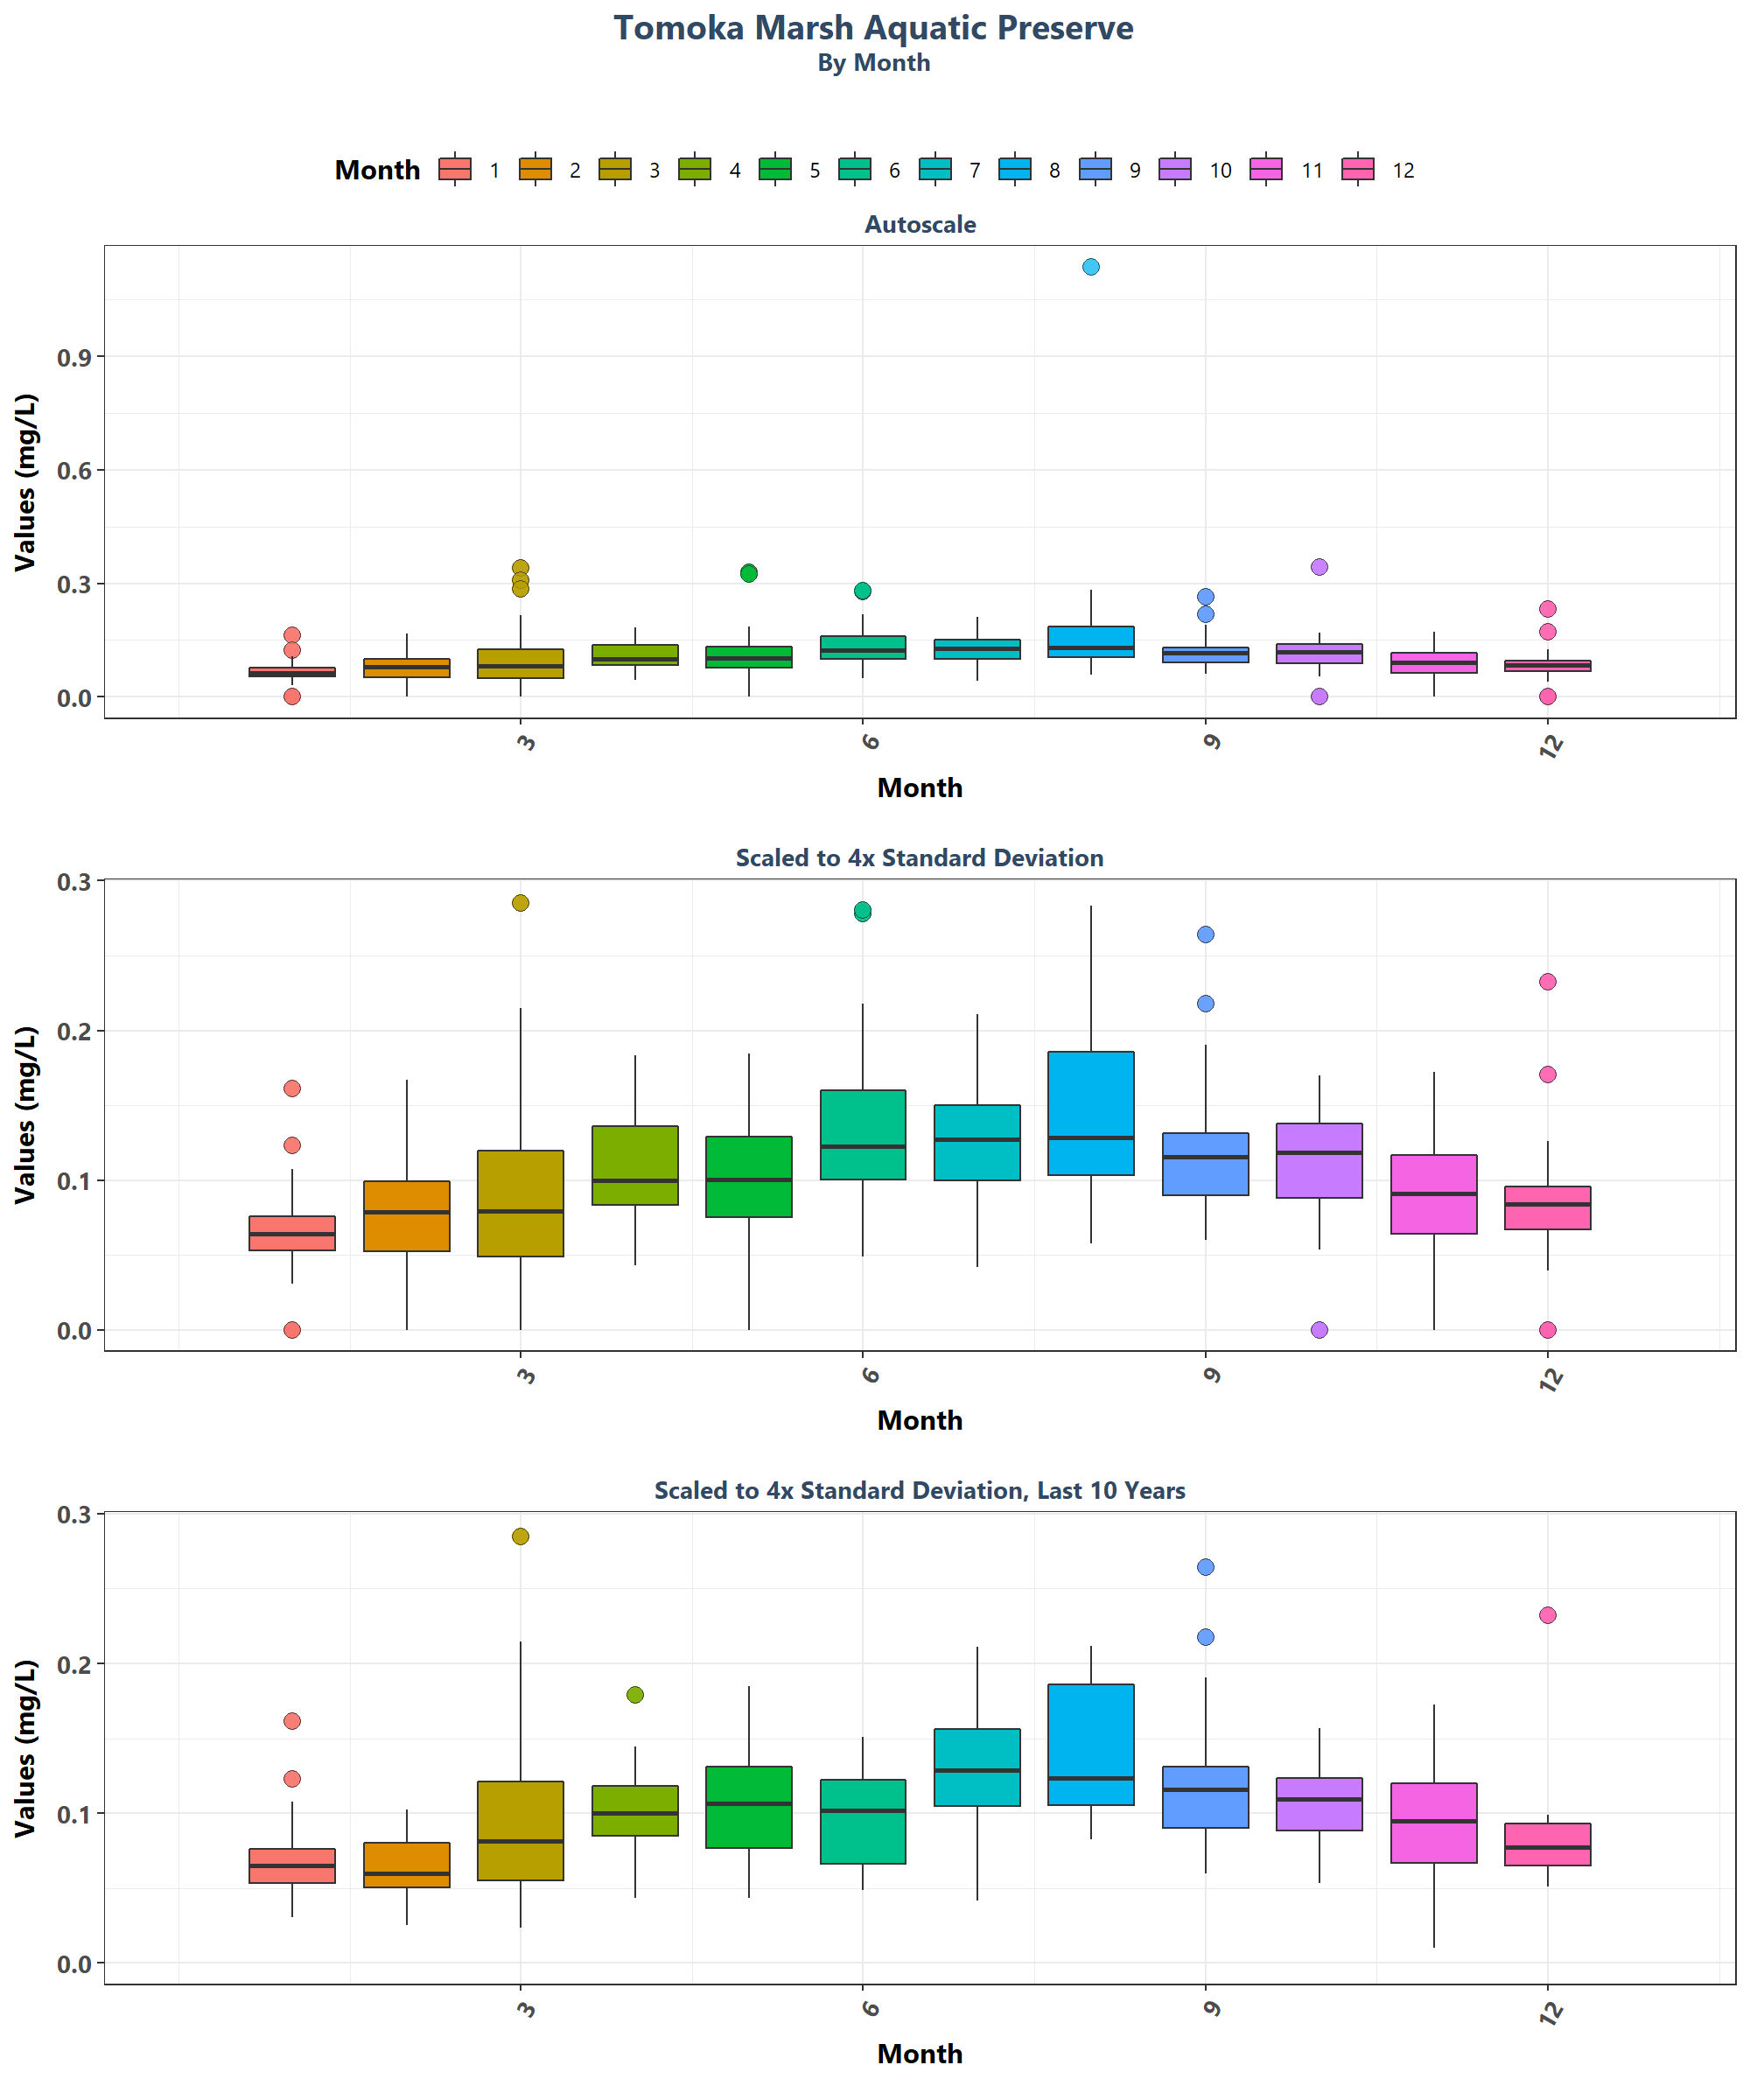 Tomoka Marsh Aquatic Preserve
By Month
Month 1 2 3 4 5 6 7 8 9 10 11 12
Autoscale
Values (mg/L)
0.9
0.6
0.3
0.0
3 6 9 12
Month
Scaled to 4x Standard Deviation
Values (mg/L)
0.3
0.2
0.1
0.0
3 6 9 12
Month
Scaled to 4x Standard Deviation, Last 10 Years
Values (mg/L)
0.3
0.2
0.1
0.0
3 6 9 12
Month